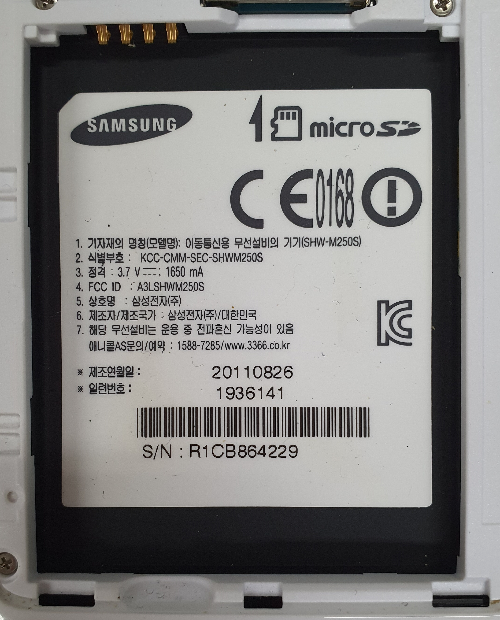 SAMSUNG
micro SD
CE0168
1. 기자재의 명칭(모델명): 이동통신용 무선설비의 기기(SHW-M250S)
2. 식별부호 : KCC-CMM-SEC-SHWM250S
3. 정격 : 3.7 V⎓: 1650 mA
4. FCC ID : A3LSHWM250S
5. 상호명 : 삼성전자(주)
6. 제조자/제조국가 : 삼성전자(주)/대한민국
7. 해당 무선설비는 운용 중 전파혼신 가능성이 있음
애니콜AS문의/예약 : 1588-7285/www.3366.co.kr
※ 제조연월일 : 20110826
※ 일련번호 : 1936141
S/N : R1CB864229